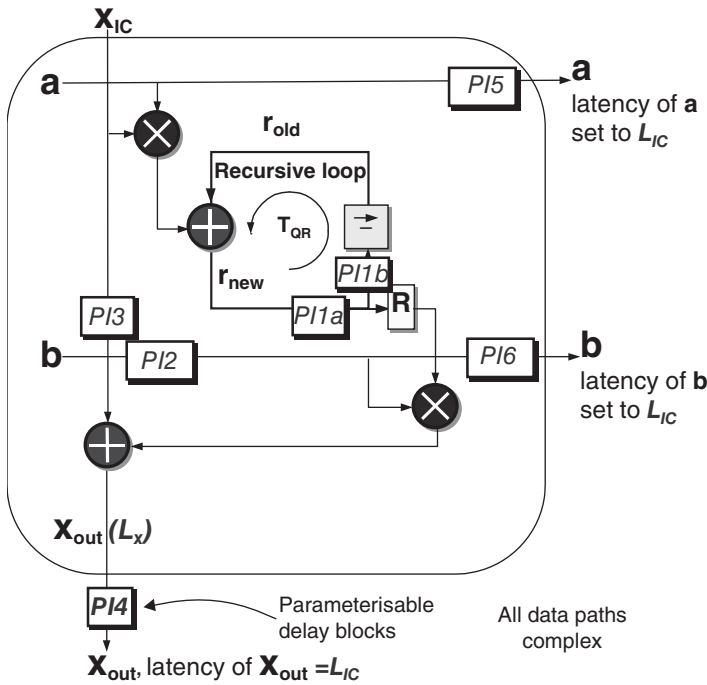 x_IC
a
PI5
a
latency of a
set to L_IC
r_old
Recursive loop
T_QR
r_new
PI1b
PI1a
R
PI3
b
PI2
PI6
b
latency of b
set to L_IC
x_out (L_x)
PI4
Parameterisable
delay blocks
All data paths
complex
x_out, latency of x_out =L_IC